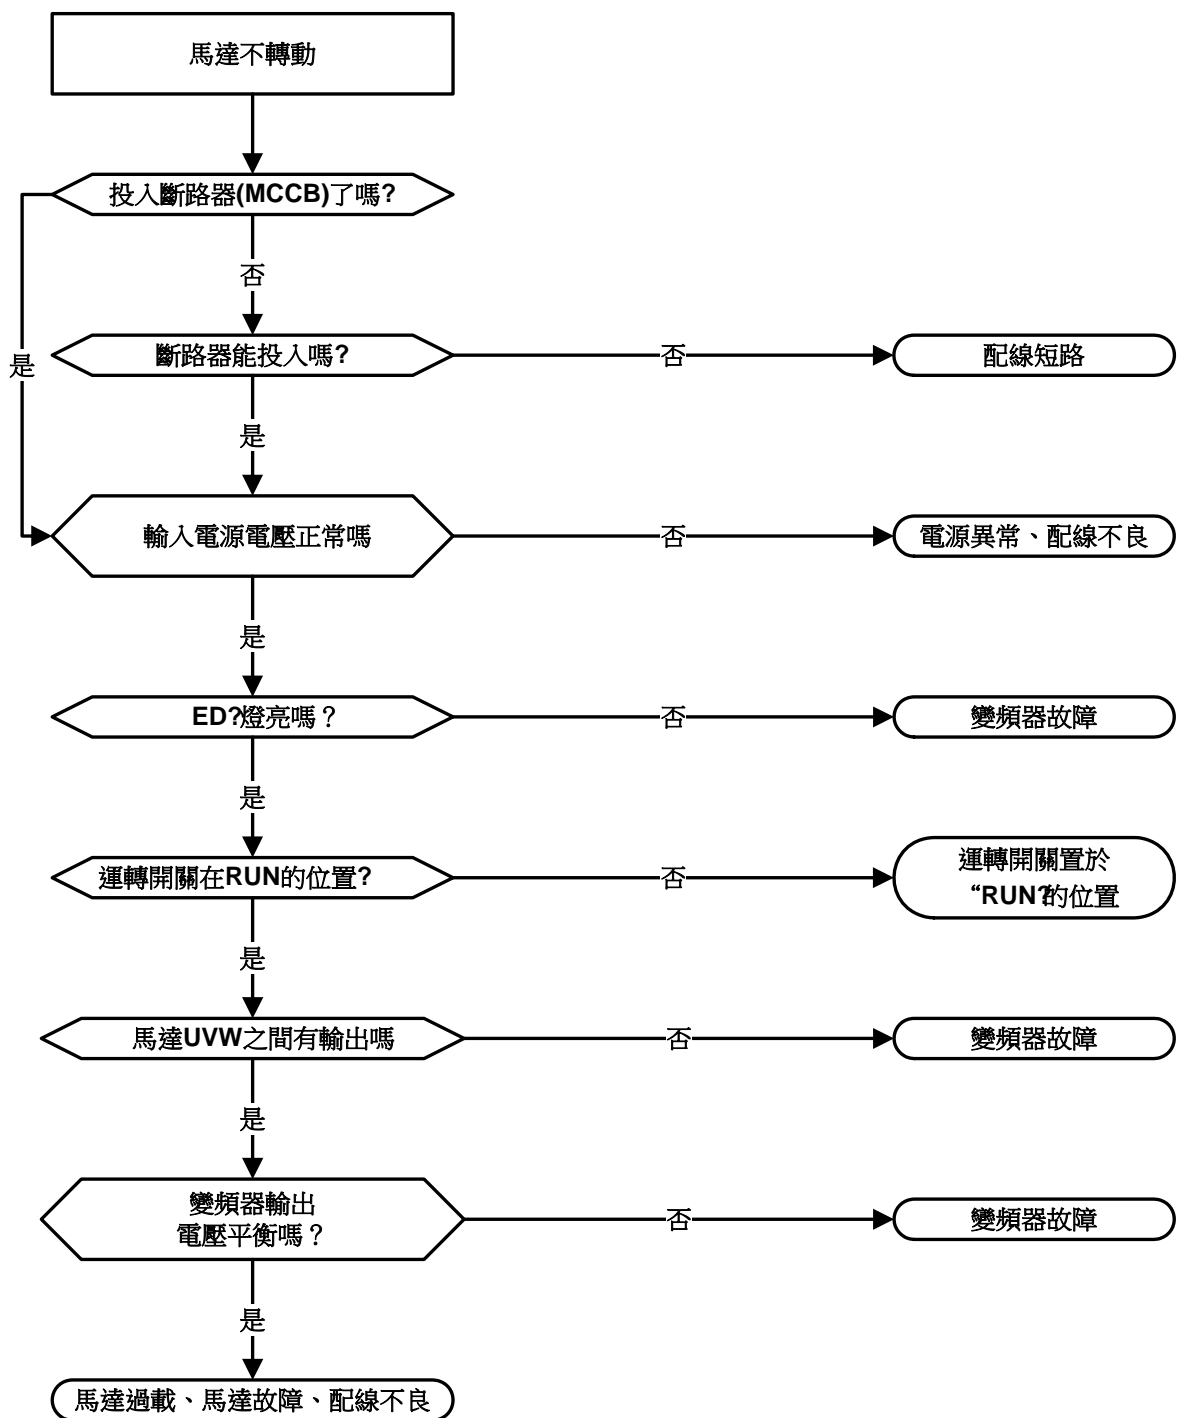 馬達不轉動
投入斷路器(MCCB)了嗎?
否
斷路器能投入嗎?
否
配線短路
是
是
輸入電源電壓正常嗎
否
電源異常、配線不良
是
ED?燈亮嗎？
否
變頻器故障
是
運轉開關在RUN的位置?
否
運轉開關置於
“RUN?的位置
是
馬達UVW之間有輸出嗎
否
變頻器故障
是
變頻器輸出
電壓平衡嗎？
否
變頻器故障
是
馬達過載、馬達故障、配線不良